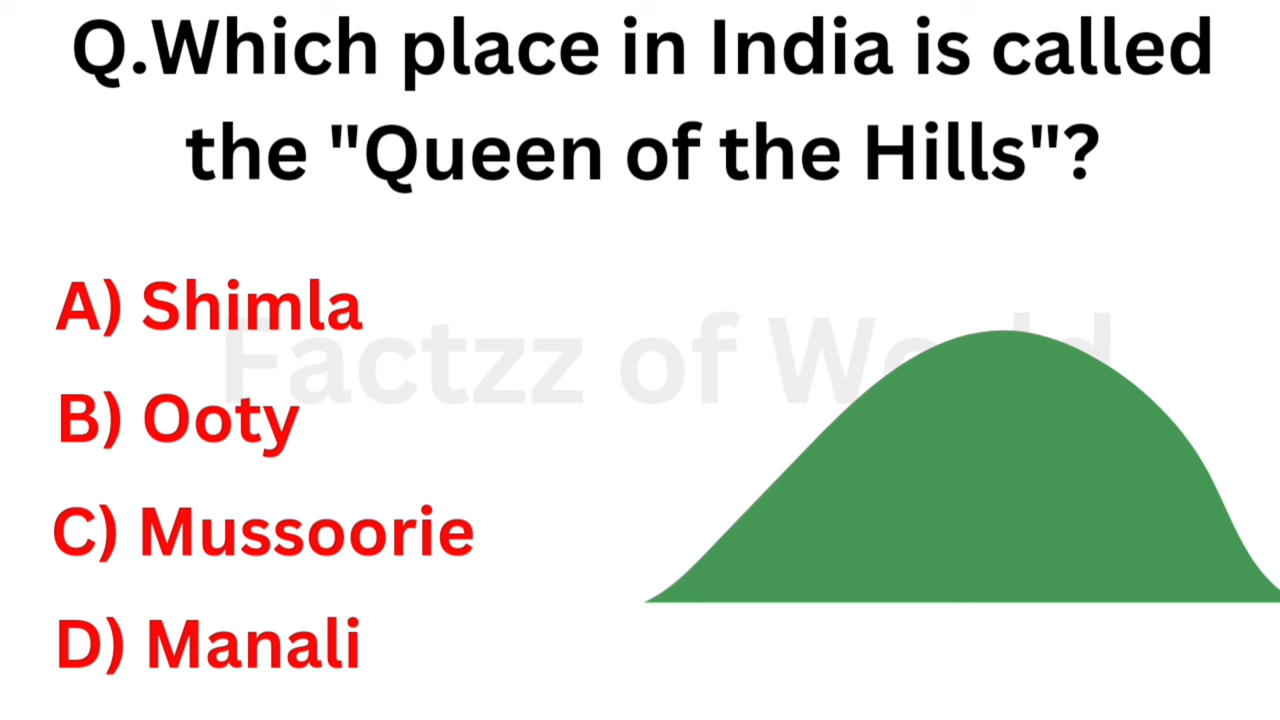 Q.Which place in India is called
the "Queen of the Hills"?
A) Shimla
Factzz of World
B) Ooty
C) Mussoorie
D) Manali